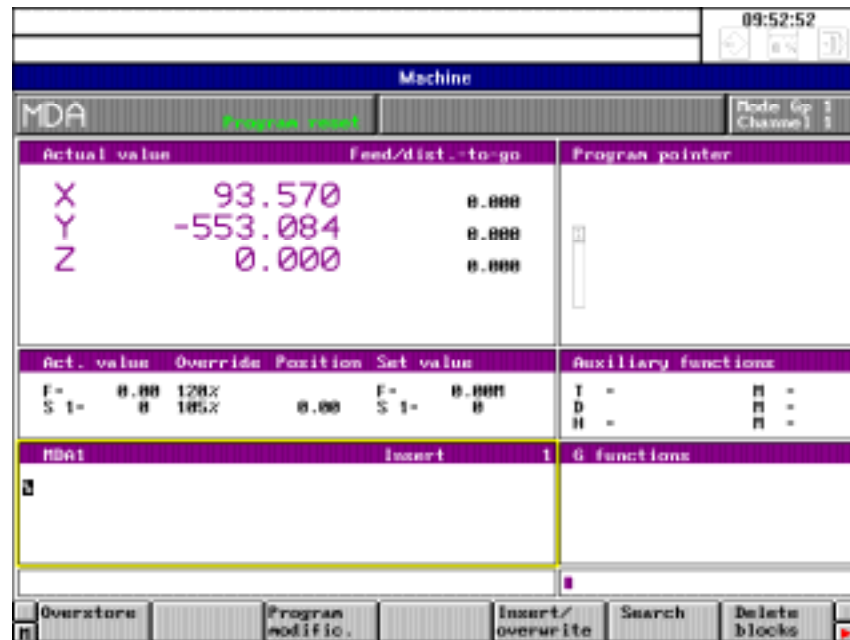 09:52:52
0 %
Machine
MDA
Program reset
Mode Gp 1
Channel 1
Actual value Feed/dist.-to-go
X 93.570 0.000
Y -553.084 0.000
Z 0.000 0.000
Program pointer
Act. value Override Position Set value
F= 0.00 120% F= 0.00M
S 1= 0 105% 0.00 S 1= 0
Auxiliary functions
T = M =
D M =
H = M =
MDA1 Insert 1
G functions
M
Overstore
Program modific.
Insert/ overwrite
Search
Delete blocks